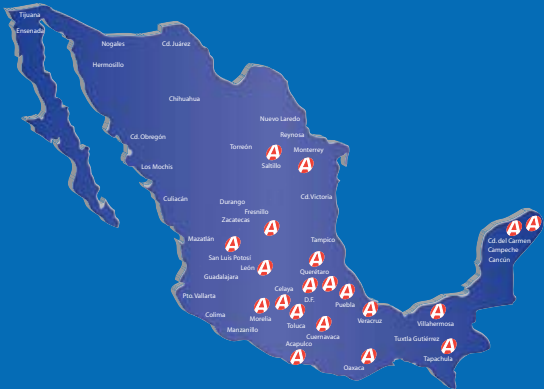 Tijuana
Ensenada
Nogales
Cd.Juárez
Hermosillo
Chihuahua
Nuevo Laredo
Reynosa
Cd. Obregón
Torreón
Monterrey
Saltillo
Los Mochis
Culiacán
Durango
Cd.Victoria
Fresnillo
Zacatecas
Mazatlán
Tampico
Cd. del Carmen
Campeche
Cancún
San Luis Potosí
León
Querétaro
Guadalajara
Celaya
D.F.
Puebla
Pto.Vallarta
Colima
Morelia
Veracruz
Villahermosa
Manzanillo
Toluca
Cuernavaca
Tuxtla Gutiérrez
Acapulco
Tapachula
Oaxaca